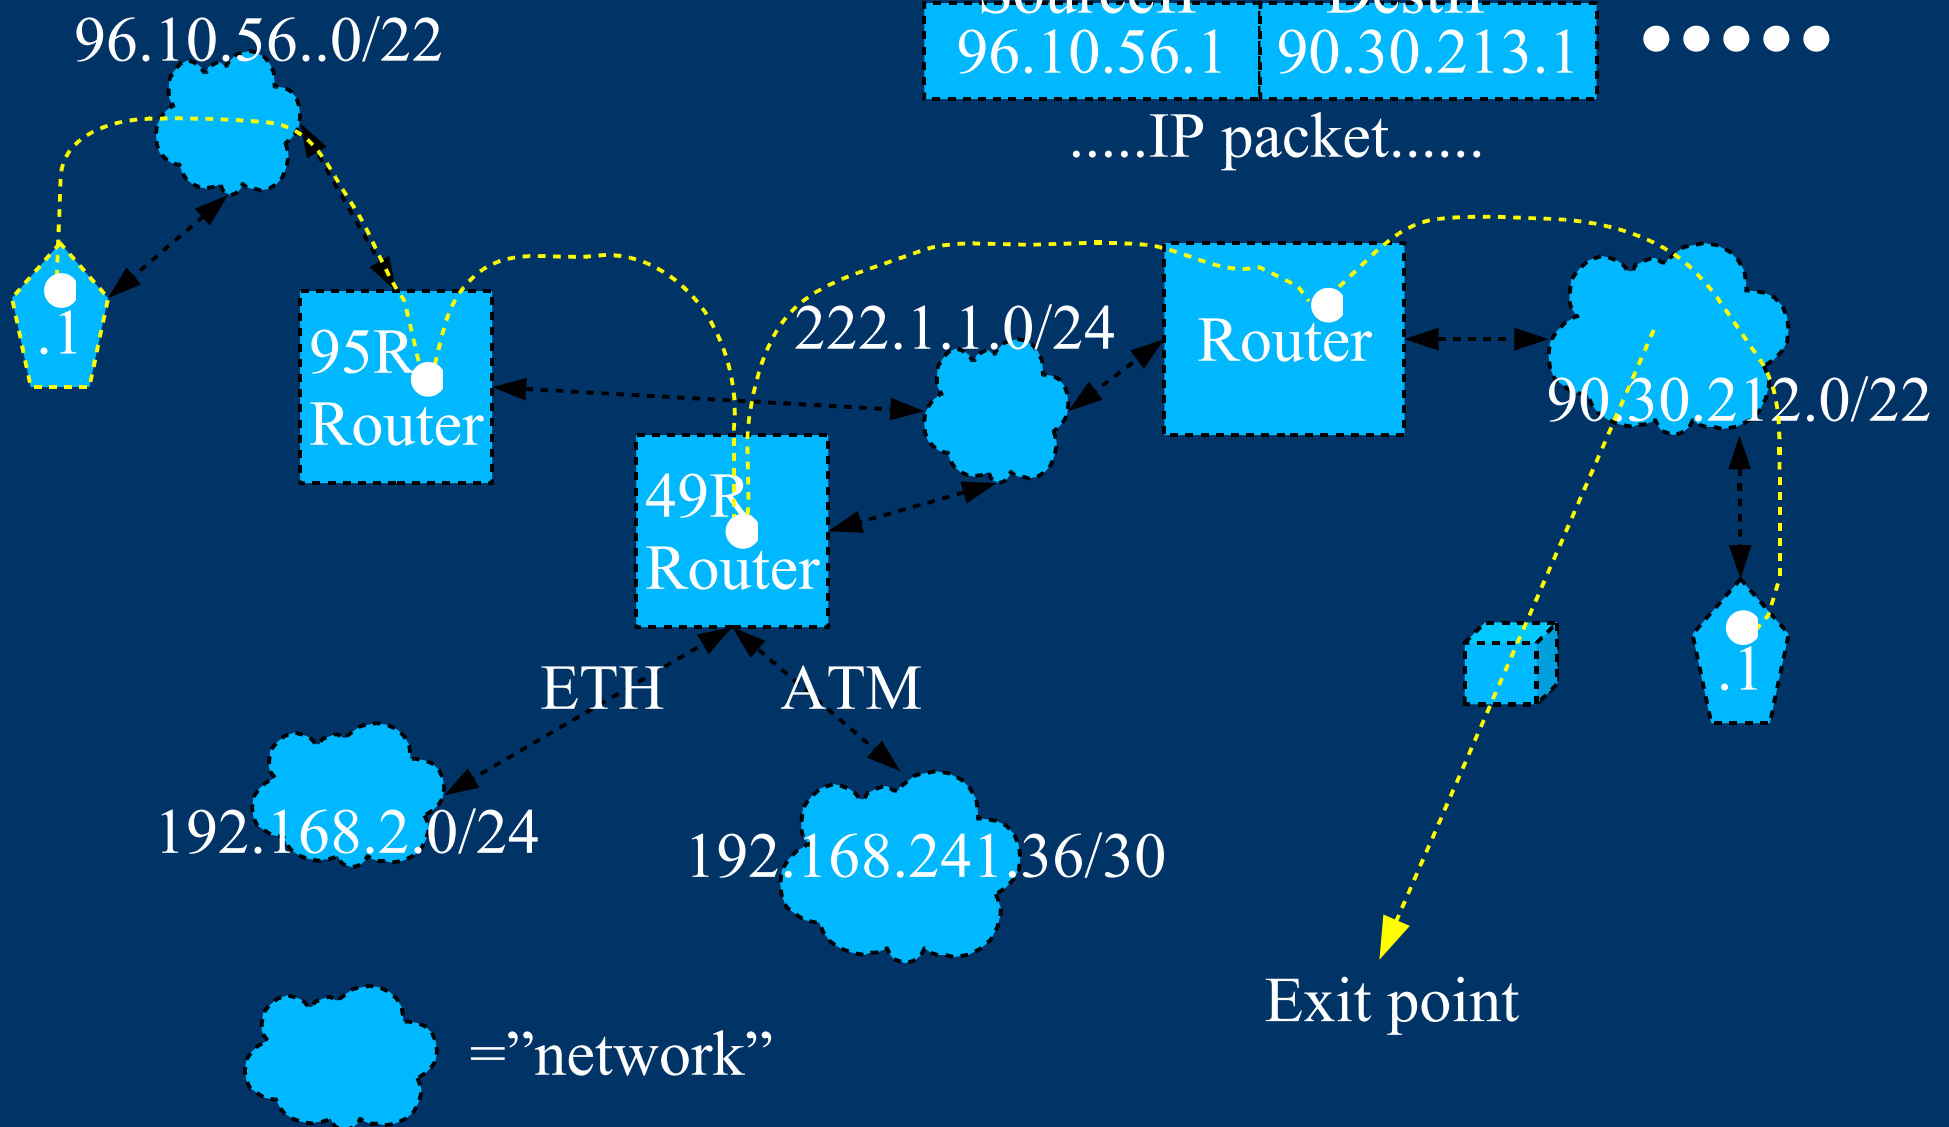 96.10.56..0/22
SourceIP DestIP
96.10.56.1 90.30.213.1
.....IP packet......
.1
95R
Router
222.1.1.0/24
Router
90.30.212.0/22
49R
Router
ETH ATM
.1
192.168.2.0/24
192.168.241.36/30
Exit point
=”network”